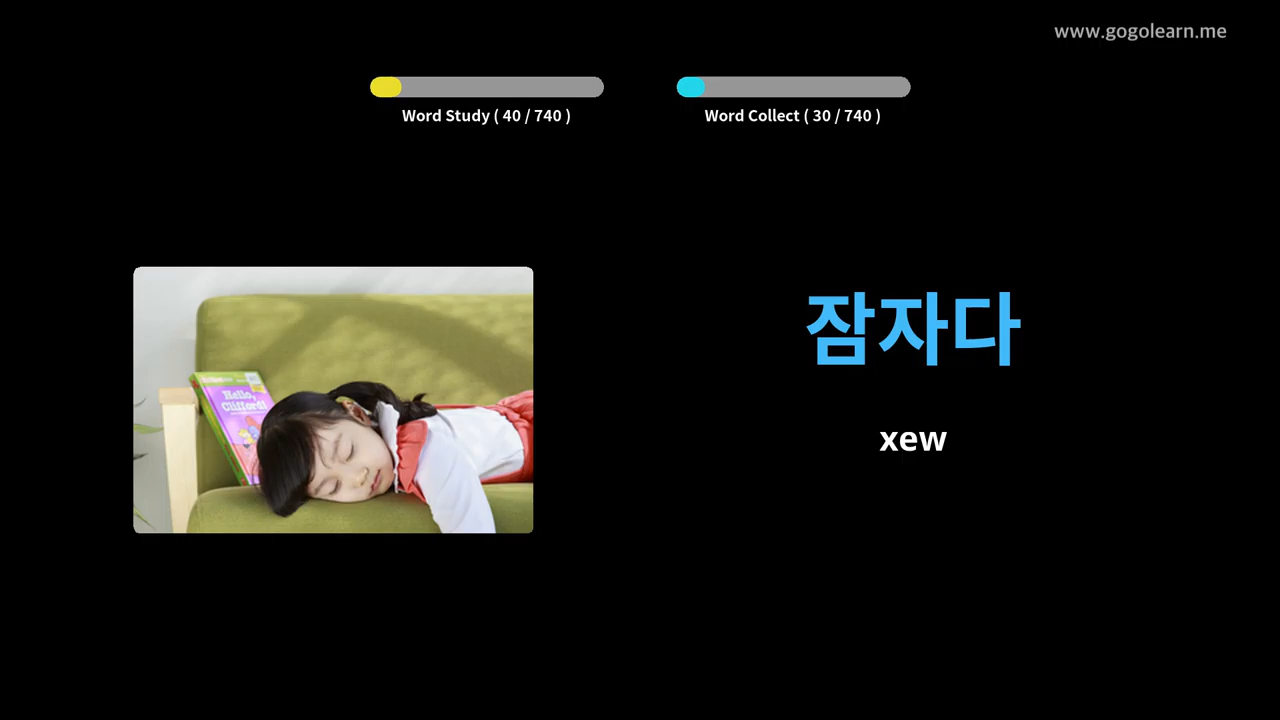 www.gogolearn.me
Word Study ( 40 / 740 )
Word Collect ( 30 / 740 )
Hello,
Clifford!
잠자다
xew